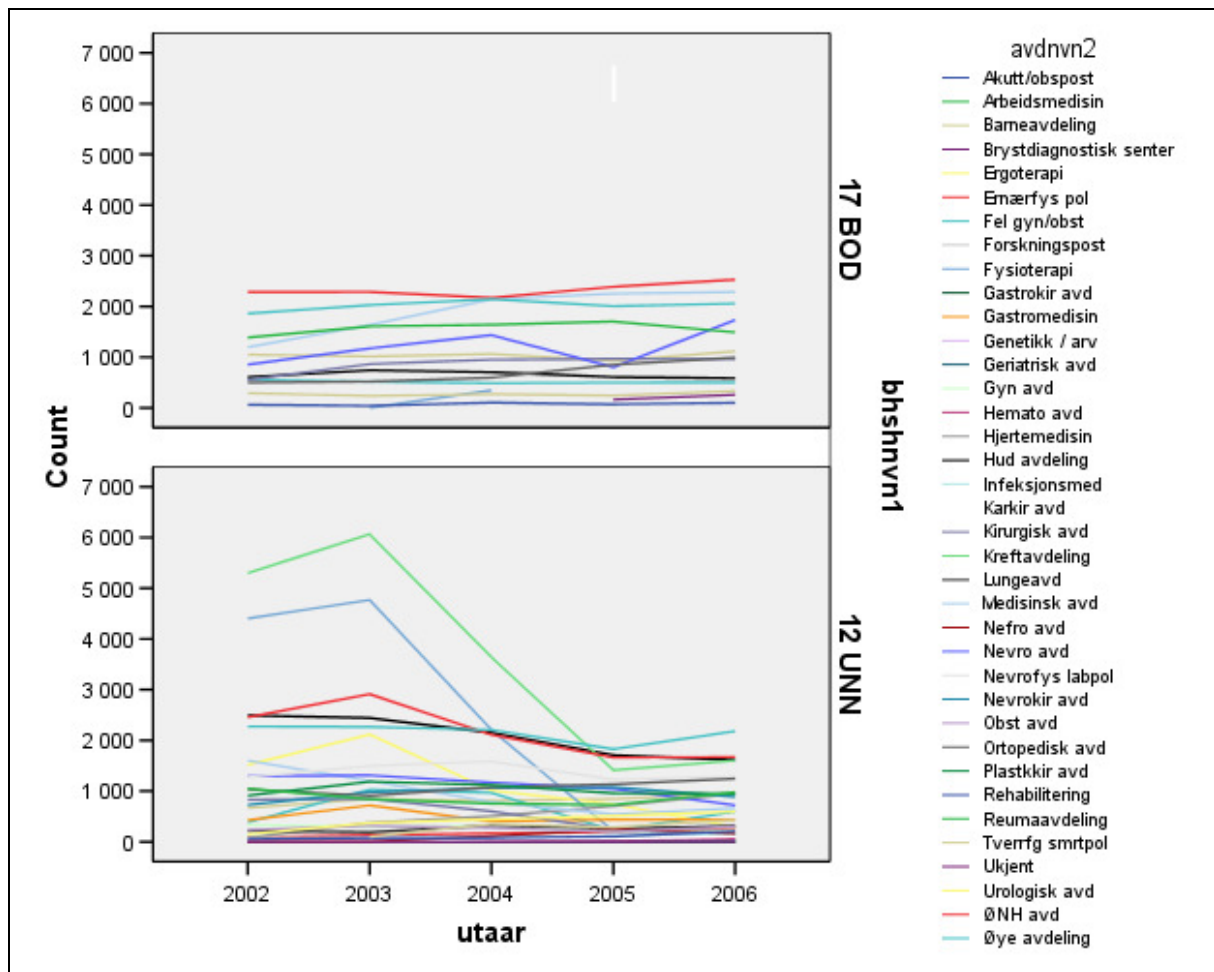 7 000
6 000
5 000
4 000
3 000
2 000
1 000
0
17 BOD
7 000
6 000
5 000
4 000
3 000
2 000
1 000
0
12 UNN
Count
bhshnvn1
2002 2003 2004 2005 2006
utaar
avdnvn2
Akutt/obspost
Arbeidsmedisin
Barneavdeling
Brystdiagnostisk senter
Ergoterapi
Ernærfys pol
Føl gyn/obst
Forskningspost
Fysioterapi
Gastrokir avd
Gastromedisin
Genetikk / arv
Geriatrisk avd
Gyn avd
Hemato avd
Hjertemedisin
Hud avdeling
Infeksjonsmed
Karkir avd
Kirurgisk avd
Kreftavdeling
Lungeavd
Medisinsk avd
Nefro avd
Nevro avd
Nevrofys labpol
Nevrokir avd
Obst avd
Ortopedisk avd
Plastkkir avd
Rehabilitering
Reumaavdeling
Tverrfg smrtpol
Ukjent
Urologisk avd
ØNH avd
Øye avdeling